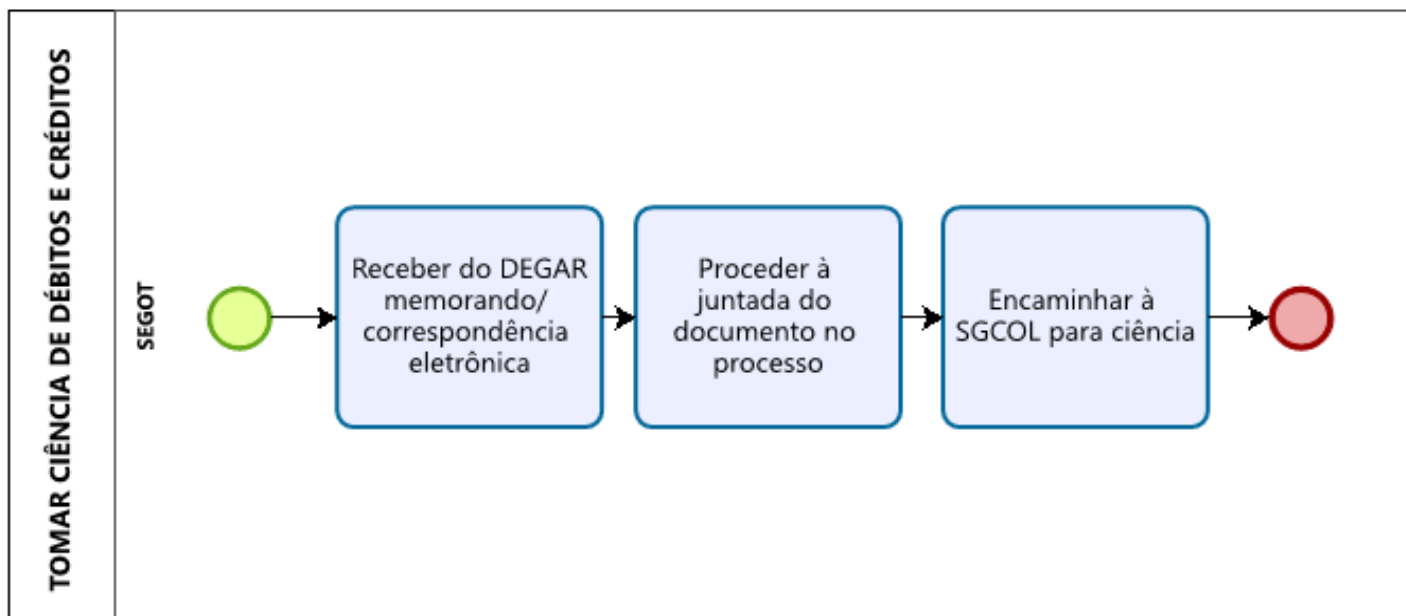 TOMAR CIÊNCIA DE DÉBITOS E CRÉDITOS
SEGOT
Receber do DEGAR
memorando/
correspondência
eletrônica
Proceder à
juntada do
documento no
processo
Encaminhar à
SGCOL para ciência